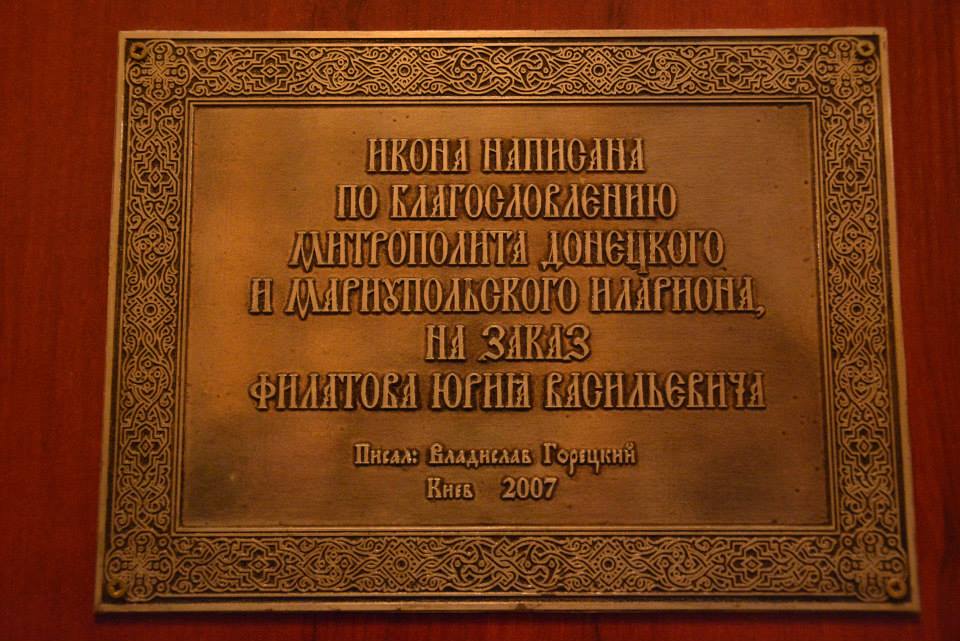 ИКОНА НАПИСАНА
ПО БЛАГОСЛОВЛЕНИЮ
МИТРОПОЛИТА ДОНЕЦКОГО
И МАРИУПОЛЬСКОГО ИЛАРИОНА,
НА ЗАКАЗ
ФИЛАТОВА ЮРИЯ ВАСИЛЬЕВИЧА
Писал: Владислав Горецкий
Киев 2007